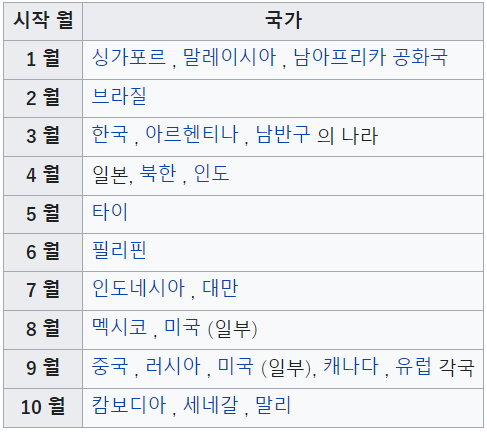 시작 월 국가
1 월 싱가포르 , 말레이시아 , 남아프리카 공화국
2 월 브라질
3 월 한국 , 아르헨티나 , 남반구 의 나라
4 월 일본, 북한 , 인도
5 월 타이
6 월 필리핀
7 월 인도네시아 , 대만
8 월 멕시코 , 미국 (일부)
9 월 중국 , 러시아 , 미국 (일부), 캐나다 , 유럽 각국
10 월 캄보디아 , 세네갈 , 말리